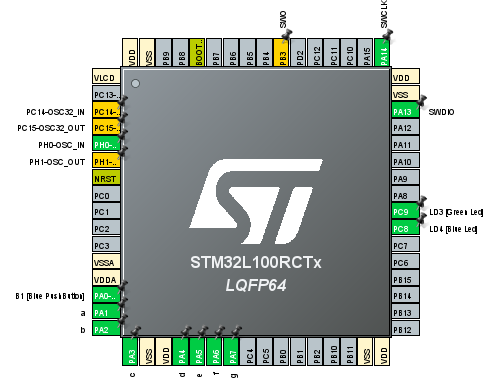 SWO
SWCLK
VDD
VSS
PB9
PB8
BOOT..
PB7
PB6
PB5
PB4
PB3
PD2
PC12
PC11
PC10
PA15
PA14
VLCD
PC13-..
PC14-OSC32_IN PC14-..
PC15-OSC32_OUT PC15-..
PH0-OSC_IN PH0-..
PH1-OSC_OUT PH1-..
NRST
PC0
PC1
PC2
PC3
VSSA
VDDA
B1 [Blue PushButton] PA0-..
a PA1
b PA2
STM32L100RCTx
LQFP64
VDD
VSS
PA13 SWDIO
PA12
PA11
PA10
PA9
PA8
PC9 LD3 [Green Led]
PC8 LD4 [Blue Led]
PC7
PC6
PB15
PB14
PB13
PB12
PA3
VSS
VDD
PA4
PA5
PA6
PA7
PC4
PC5
PB0
PB1
PB2
PB10
PB11
VSS
VDD
c
d
e
f
g